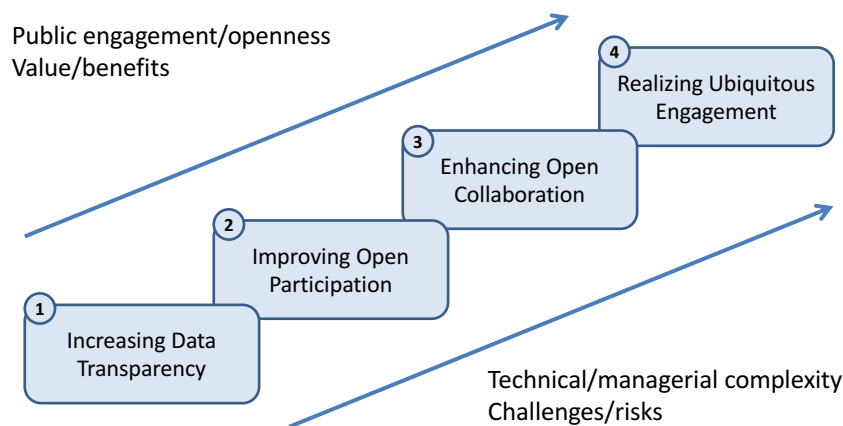 Public engagement/openness
Value/benefits
4
Realizing Ubiquitous
Engagement
3
Enhancing Open
Collaboration
2
Improving Open
Participation
1
Increasing Data
Transparency
Technical/managerial complexity
Challenges/risks